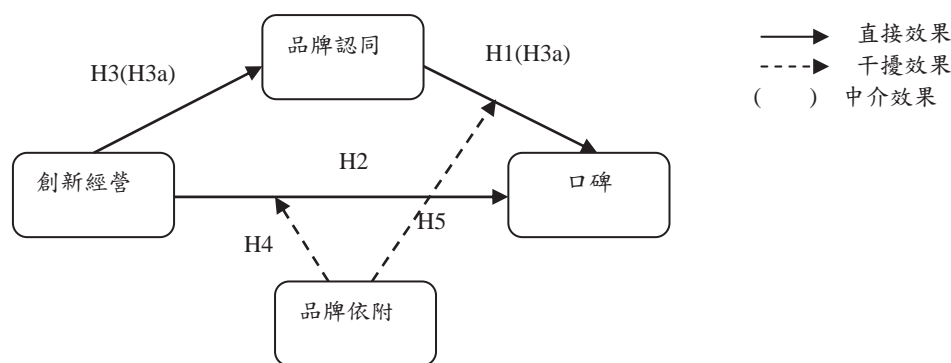 品牌認同
H3(H3a)
H1(H3a)
直接效果
干擾效果
(　　) 中介效果
創新經營
H2
口碑
H4
H5
品牌依附